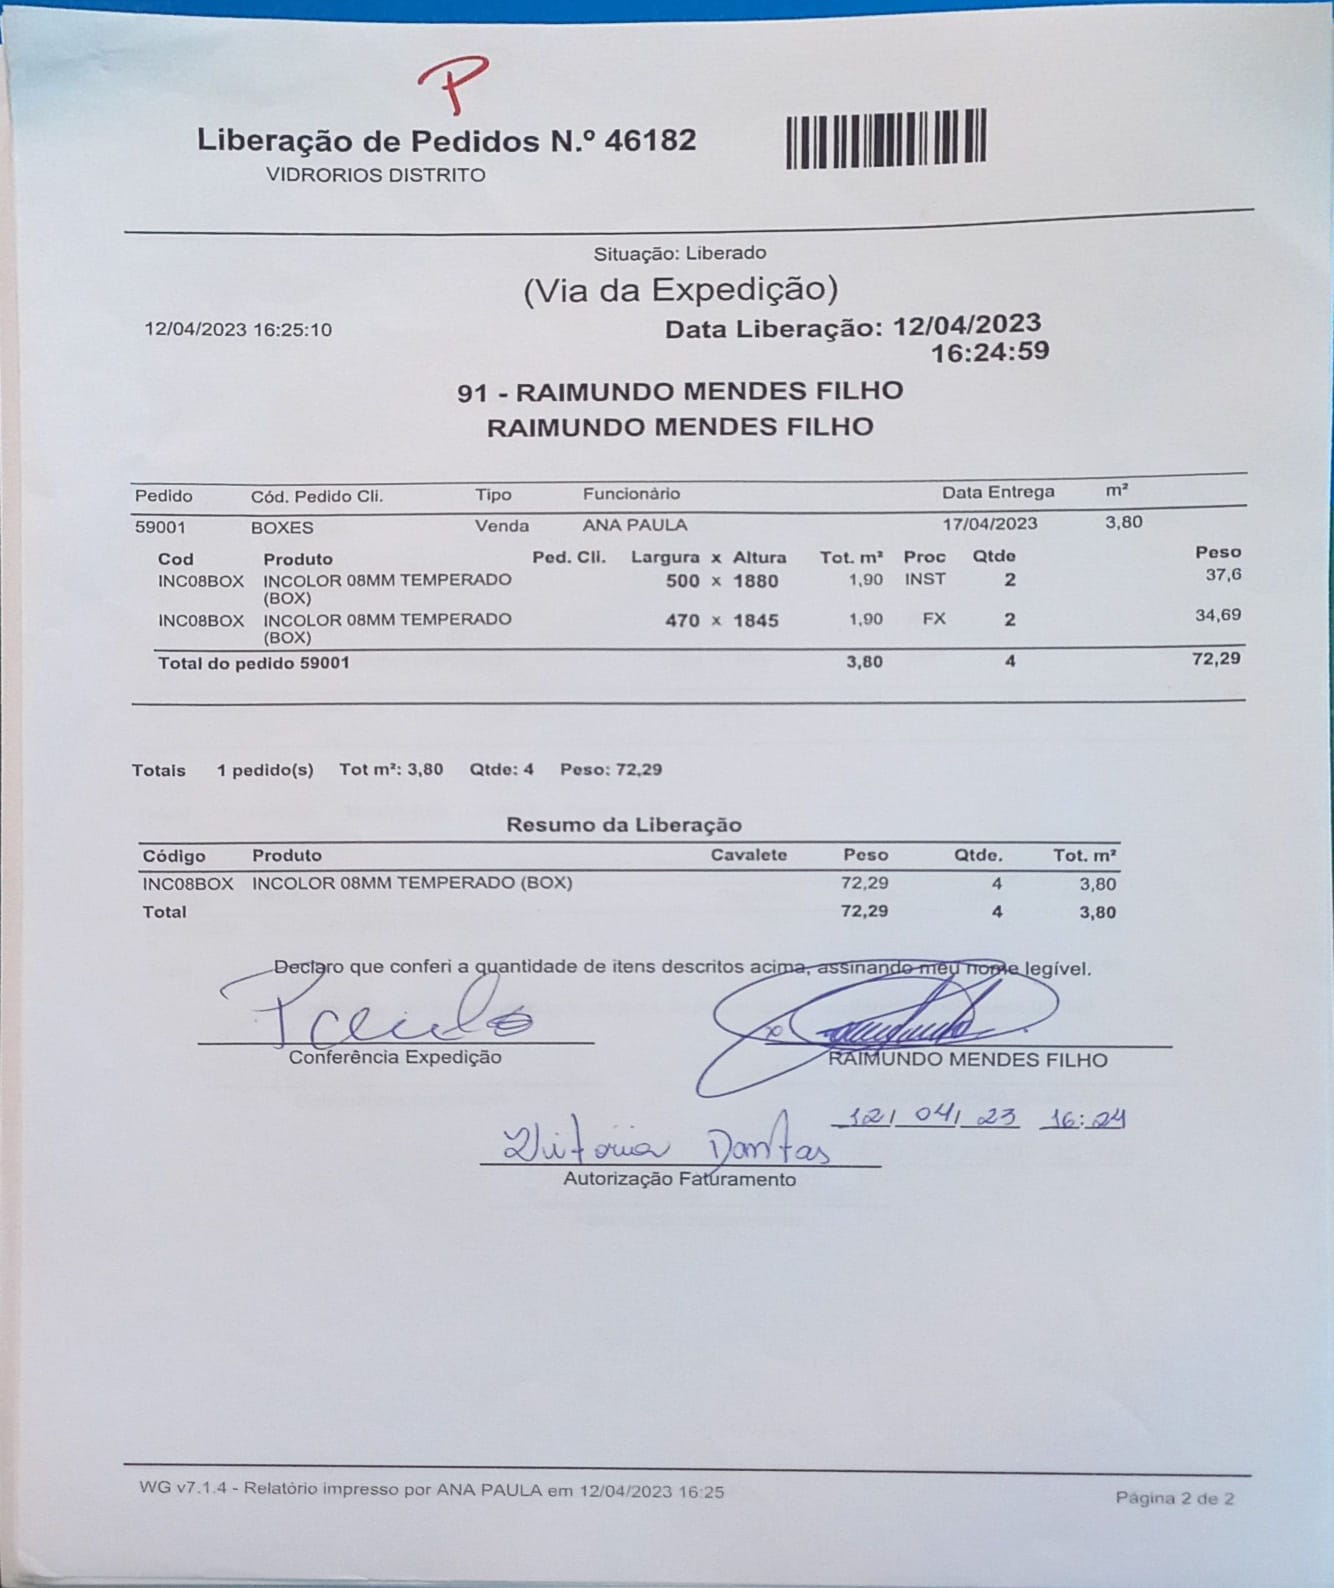 P
Liberação de Pedidos N.º 46182
VIDRORIOS DISTRITO
Situação: Liberado
(Via da Expedição)
12/04/2023 16:25:10 Data Liberação: 12/04/2023
16:24:59
91 - RAIMUNDO MENDES FILHO
RAIMUNDO MENDES FILHO
Pedido Cód. Pedido Cli. Tipo Funcionário Data Entrega m²
59001 BOXES Venda ANA PAULA 17/04/2023 3,80
Cod Produto Ped. Cli. Largura x Altura Tot. m² Proc Qtde Peso
INC08BOX INCOLOR 08MM TEMPERADO 500 x 1880 1,90 INST 2 37,6
(BOX)
INC08BOX INCOLOR 08MM TEMPERADO 470 x 1845 1,90 FX 2 34,69
(BOX)
Total do pedido 59001 3,80 4 72,29
Totais 1 pedido(s) Tot m²: 3,80 Qtde: 4 Peso: 72,29
Resumo da Liberação
Código Produto Cavalete Peso Qtde. Tot. m²
INC08BOX INCOLOR 08MM TEMPERADO (BOX) 72,29 4 3,80
Total 72,29 4 3,80
Declaro que conferi a quantidade de itens descritos acima, assinando meu nome legível.
Conferência Expedição RAIMUNDO MENDES FILHO
12/ 04/ 23 16:24
Vitoria Dantas
Autorização Faturamento
WG v7.1.4 - Relatório impresso por ANA PAULA em 12/04/2023 16:25
Página 2 de 2